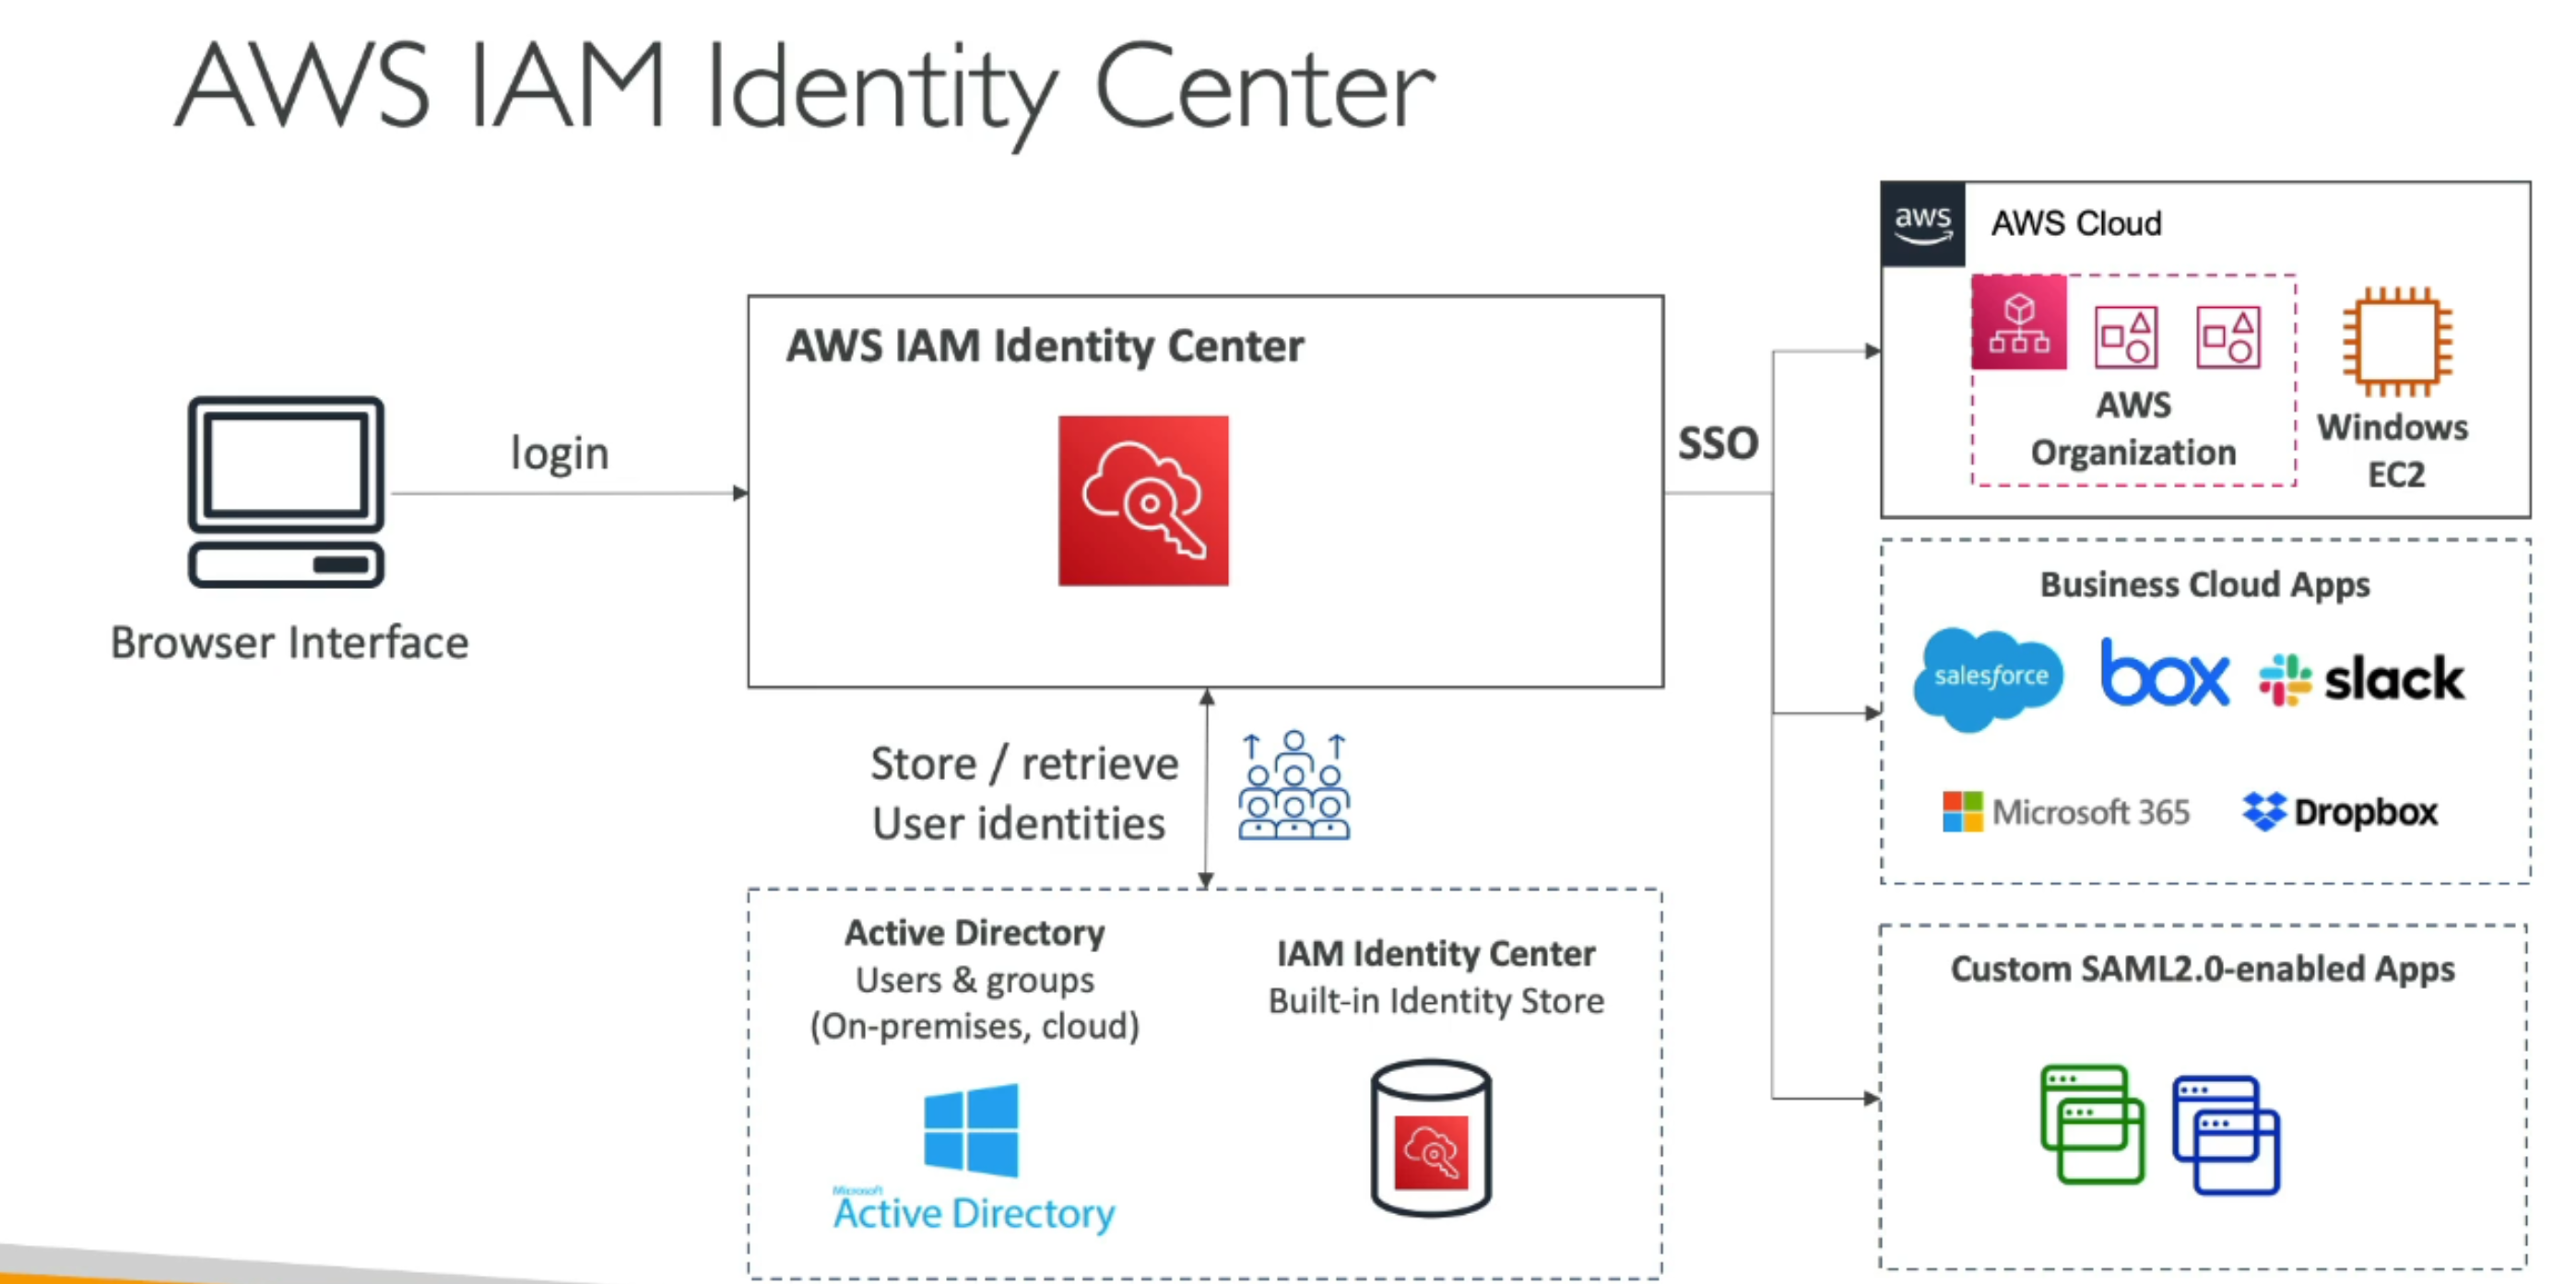 AWS IAM Identity Center
Browser Interface
login
AWS IAM Identity Center
Store / retrieve
User identities
Active Directory
Users & groups
(On-premises, cloud)
Microsoft
Active Directory
IAM Identity Center
Built-in Identity Store
SSO
aws
AWS Cloud
AWS
Organization
Windows
EC2
Business Cloud Apps
salesforce
box
slack
Microsoft 365
Dropbox
Custom SAML2.0-enabled Apps